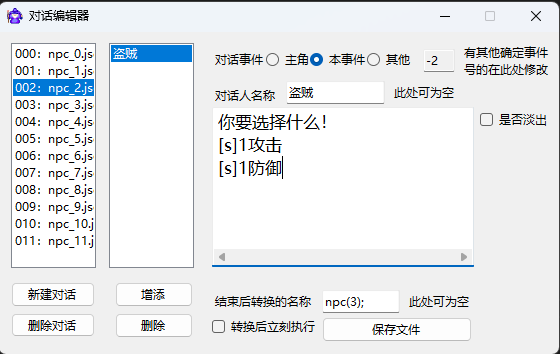 对话编辑器
000: npc_0.js
001: npc_1.js
002: npc_2.js
003: npc_3.js
004: npc_4.js
005: npc_5.js
006: npc_6.js
007: npc_7.js
008: npc_8.js
009: npc_9.js
010: npc_10.j
011: npc_11.j
盗贼
新建对话
增添
删除对话
删除
对话事件 主角 本事件 其他 -2 有其他确定事件
号的在此处修改
对话人名称 盗贼 此处可为空
你要选择什么!
[s]1攻击
[s]1防御
是否淡出
结束后转换的名称 npc(3); 此处可为空
转换后立刻执行 保存文件